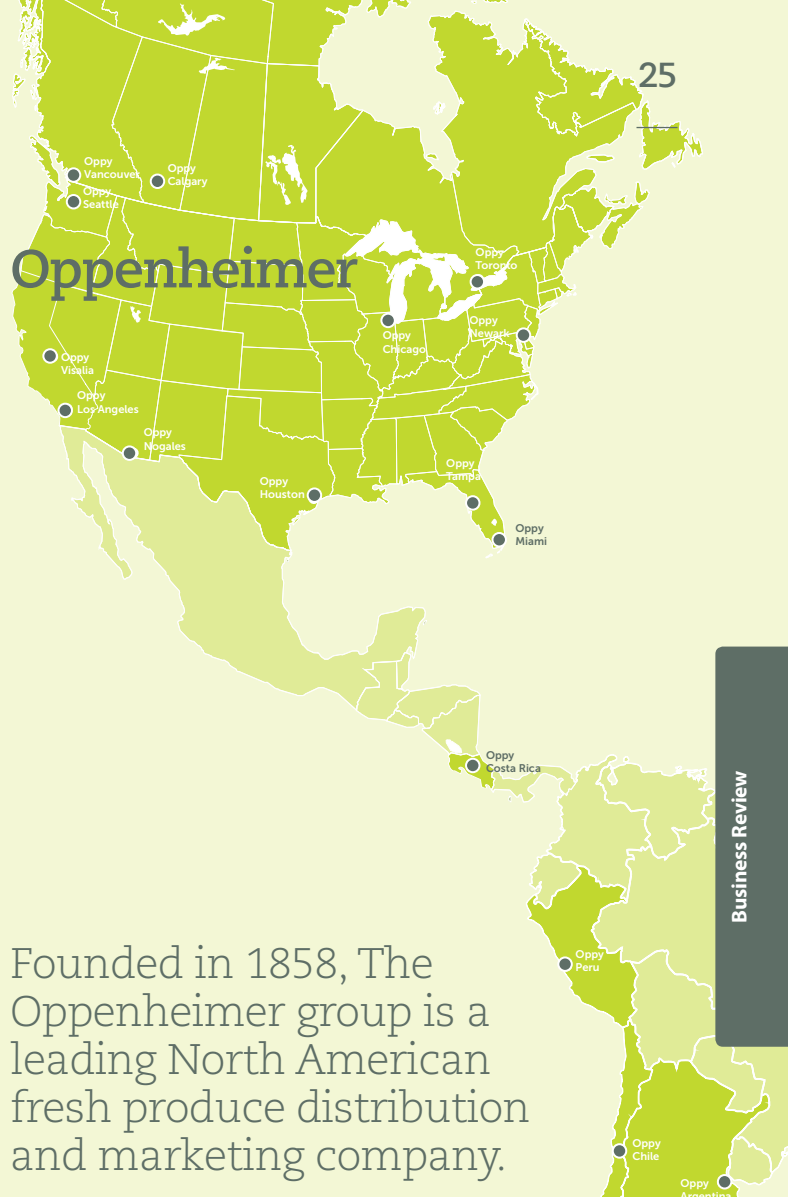 25
Oppy
Vancouver
Oppy
Calgary
Oppy
Seattle
Oppenheimer
Oppy
Toronto
Oppy
Newark
Oppy
Chicago
Oppy
Visalia
Oppy
Los Angeles
Oppy
Nogales
Oppy
Tampa
Oppy
Houston
Oppy
Miami
Oppy
Costa Rica
Business Review
Founded in 1858, The
Oppenheimer group is a
leading North American
fresh produce distribution
and marketing company.
Oppy
Peru
Oppy
Chile
Oppy
Argentina